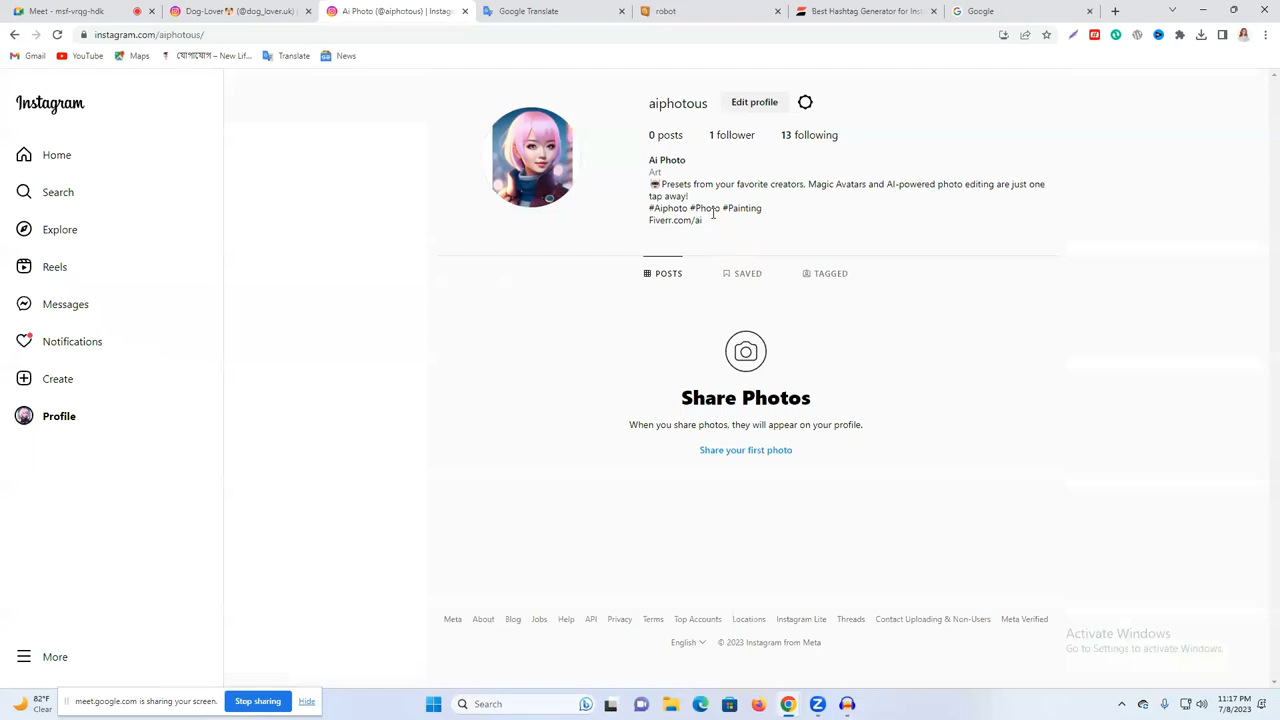 Meet - msf-vrqq-hdk
Dog-Lover
(@dog_lover.uk)
Ai Photo (@aiphotous) | Instag
Google Translate
robot
Best Hashtag Generator for Inst
Google
instagram.com/aiphotous/
Gmail
YouTube
Maps
যোগাযোগ – New Lif...
Translate
News
Instagram
Home
Search
Explore
Reels
Messages
Notifications
Create
Profile
More
aiphotous
Edit profile
0 posts 1 follower 13 following
Ai Photo
Art
Presets from your favorite creators. Magic Avatars and AI-powered photo editing are just one
tap away!
#Aiphoto #Photo #Painting
Fiverr.com/ai
POSTS SAVED TAGGED
Share Photos
When you share photos, they will appear on your profile.
Share your first photo
Meta About Blog Jobs Help API Privacy Terms Top Accounts Locations Instagram Lite Threads Contact Uploading & Non-Users Meta Verified
English © 2023 Instagram from Meta
Activate Windows
Go to Settings to activate Windows.
82°F
Clear
meet.google.com is sharing your screen.
Stop sharing
Hide
Search
11:17 PM
7/8/2023